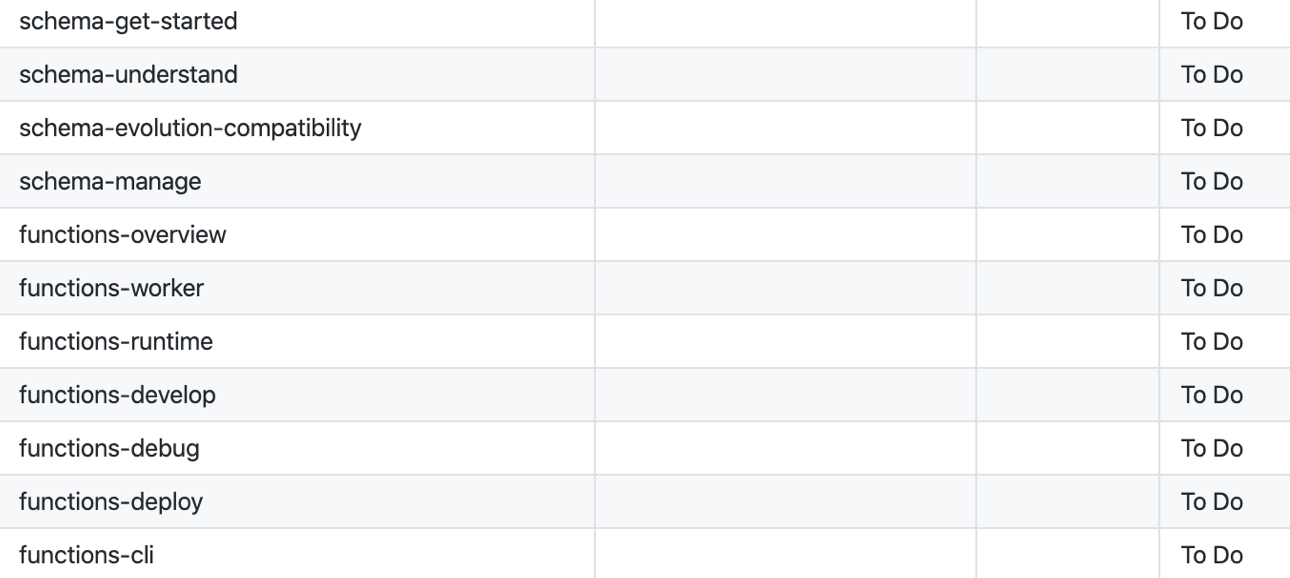 schema-get-started To Do
schema-understand To Do
schema-evolution-compatibility To Do
schema-manage To Do
functions-overview To Do
functions-worker To Do
functions-runtime To Do
functions-develop To Do
functions-debug To Do
functions-deploy To Do
functions-cli To Do